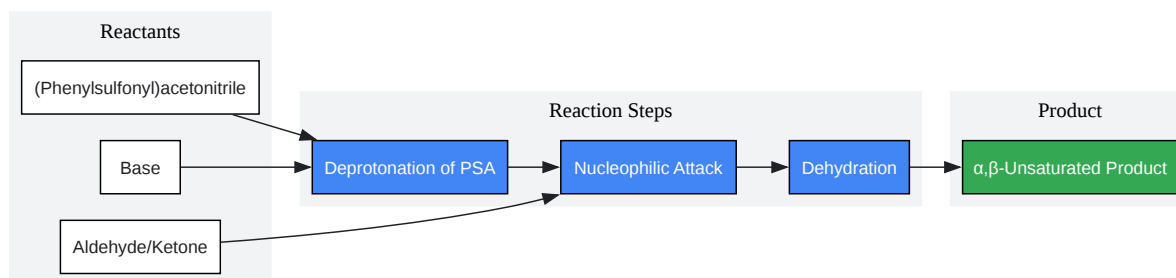 Reactants
(Phenylsulfonyl)acetonitrile
Base
Aldehyde/Ketone
Reaction Steps
Deprotonation of PSA
Nucleophilic Attack
Dehydration
Product
α,β-Unsaturated Product